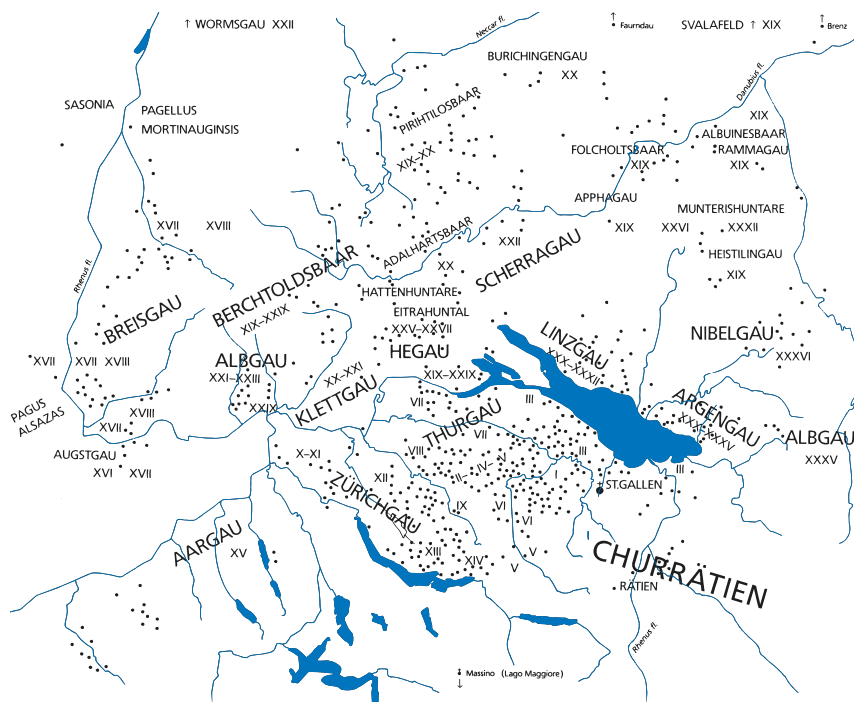 ↑ WORMSGAU XXII
↑
Faurndau
SVALAFELD ↑ XIX
↑
Brenz
Neccar fl.
BURICHINGENGAU
XX
Danubius fl.
SASONIA
PAGELLUS
MORTINAUGINSIS
PIRIHTILOSBAAR
XIX–XX
XIX
ALBUINESBAAR
RAMMAGAU
XIX
FOLCHOLTSBAAR
XIX
APPHAGAU
XIX
XXVI
MUNTERISHUNTARE
XXXII
HEISTILINGAU
XIX
XVII
XVIII
ADALHARTSBAAR
XXII
XX
SCHERRAGAU
Rhenus fl.
BREISGAU
BERCHTOLDSBAAR
XIX–XXIX
HATTENHUNTARE
EITRAHUNTAL
XXV–XXVII
HEGAU
XIX–XXIX
LINZGAU
XXX–XXXII
NIBELGAU
XXXVI
XVII
XVII
XVIII
ALBGAU
XXI–XXIII
XXIX
XX–XXI
KLETTGAU
PAGUS
ALSAZAS
XVIII
XVII
AUGSTGAU
XVI
XVII
VII
III
THURGAU
VII
VIII
II–
IV–V
III
I
ARGENGAU
XXX–XXXV
III
ALBGAU
XXXV
X–XI
XII
ZÜRICHGAU
IX
VI
VI
ST.GALLEN
XIII
XIV
V
V
AARGAU
XV
CHURRÄTIEN
RÄTIEN
Rhenus fl.
Massino (Lago Maggiore)
↓